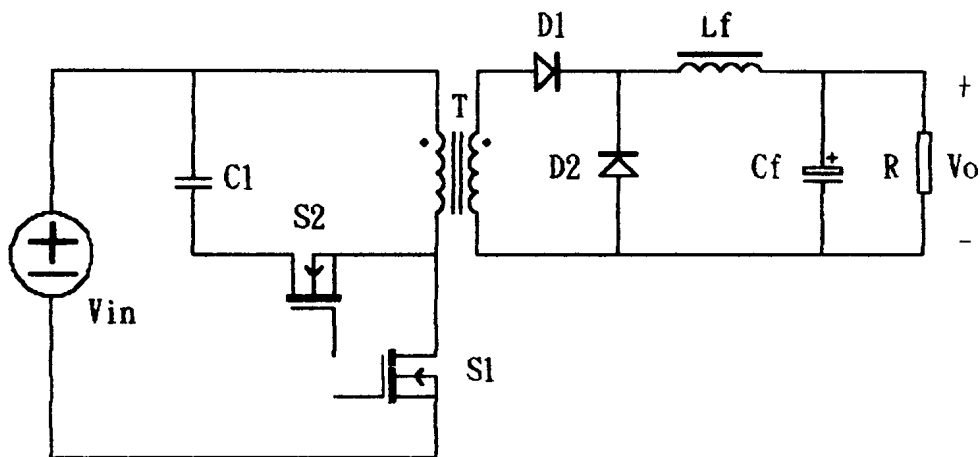 D1
Lf
T
+
C1
D2
Cf
+
R
Vo
S2
-
Vin
S1